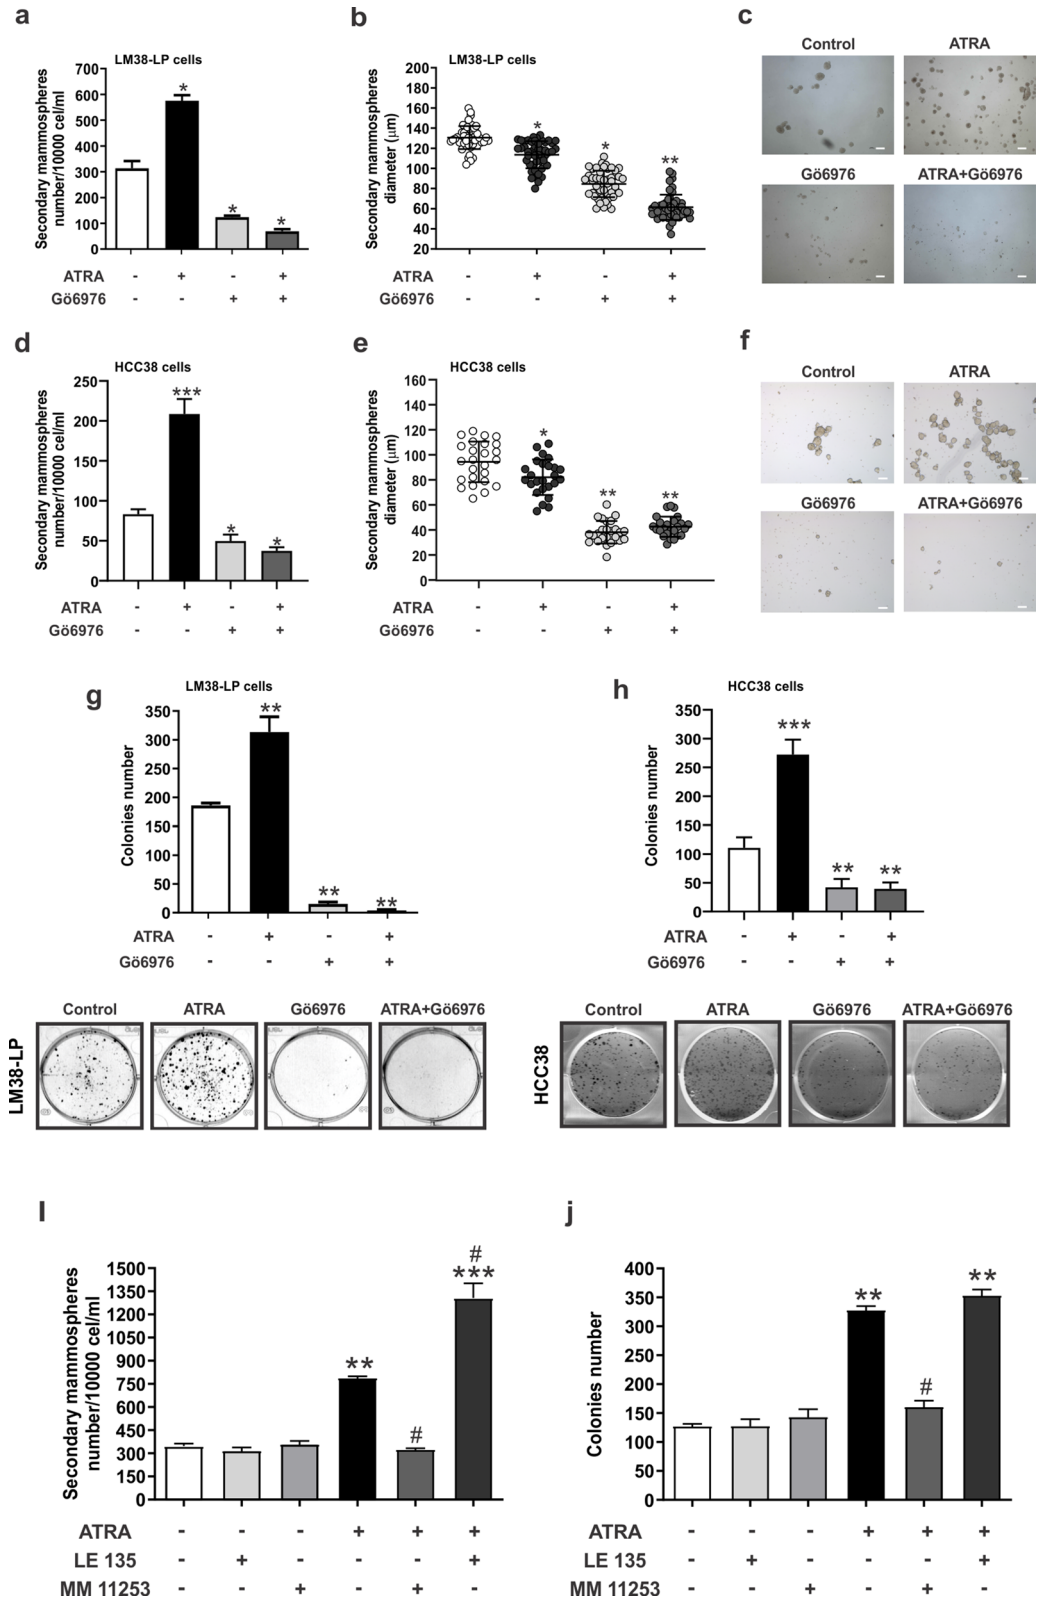 a
LM38-LP cells
Secondary mammospheres
number/10000 cel/ml
700
600
500
400
300
200
100
0
*
*
*
*
ATRA - + - +
Gö6976 - - + +
b
LM38-LP cells
Secondary mammospheres
diameter (µm)
200
180
160
140
120
100
80
60
40
20
*
*
**
ATRA - + - +
Gö6976 - - + +
c
Control ATRA
Gö6976 ATRA+Gö6976
d
HCC38 cells
Secondary mammospheres
number/10000 cel/ml
250
200
150
100
50
0
***
*
*
ATRA - + - +
Gö6976 - - + +
e
HCC38 cells
Secondary mammospheres
diameter (µm)
160
140
120
100
80
60
40
20
0
*
**
**
ATRA - + - +
Gö6976 - - + +
f
Control ATRA
Gö6976 ATRA+Gö6976
g
LM38-LP cells
Colonies number
350
300
250
200
150
100
50
0
**
**
**
ATRA - + - +
Gö6976 - - + +
h
HCC38 cells
Colonies number
350
300
250
200
150
100
50
0
***
**
**
ATRA - + - +
Gö6976 - - + +
LM38-LP
Control ATRA Gö6976 ATRA+Gö6976
HCC38
Control ATRA Gö6976 ATRA+Gö6976
I
Secondary mammospheres
number/10000 cel/ml
1500
1350
1200
1050
900
750
600
450
300
150
0
**
#
#
***
ATRA - - - + + +
LE 135 - + - - - +
MM 11253 - - + - + -
j
Colonies number
400
350
300
250
200
150
100
50
0
**
#
**
ATRA - - - + + +
LE 135 - + - - - +
MM 11253 - - + - + -